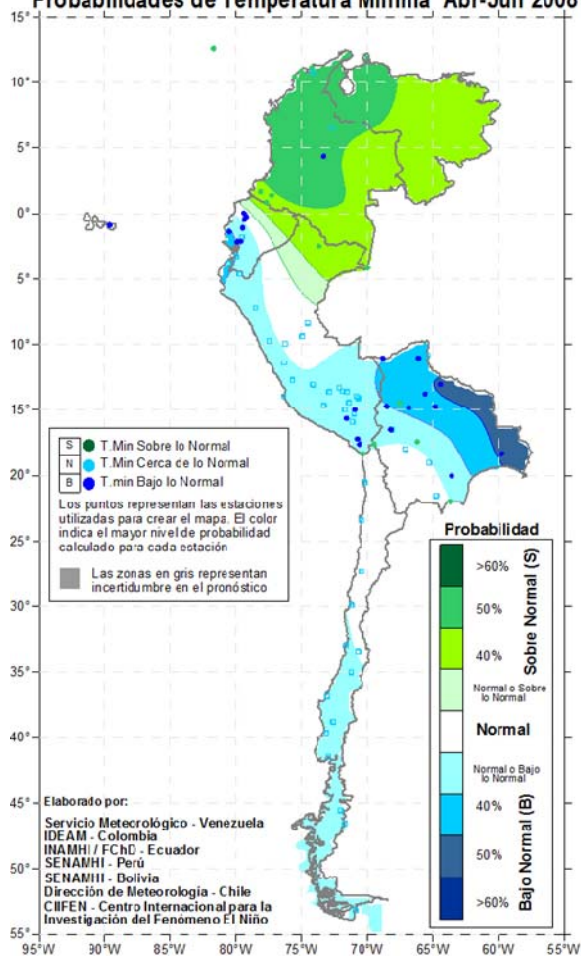 Probabilidades de Temperatura Mínima Abr-Jun 2008
15°
10°
5°
0°
5°
10°
15°
20°
25°
30°
35°
40°
45°
50°
55°
95°W 90°W 85°W 80°W 75°W 70°W 65°W 60°W 55°W
S T.Min Sobre lo Normal
N T.Min Cerca de lo Normal
B T.min Bajo lo Normal
Los puntos representan las estaciones
utilizadas para crear el mapa. El color
indica el mayor nivel de probabilidad
calculado para cada estación
Las zonas en gris representan
incertidumbre en el pronóstico
Probabilidad
>60%
50%
40%
Sobre Normal (S)
Normal o Sobre
lo Normal
Normal
Normal o Bajo
lo Normal
40%
50%
>60%
Bajo Normal (B)
Elaborado por:
Servicio Meteorológico - Venezuela
IDEAM - Colombia
INAMHI / FChD - Ecuador
SENAMHI - Perú
SENAMHI - Bolivia
Dirección de Meteorología - Chile
CIIFEN - Centro Internacional para la
Investigación del Fenómeno El Niño